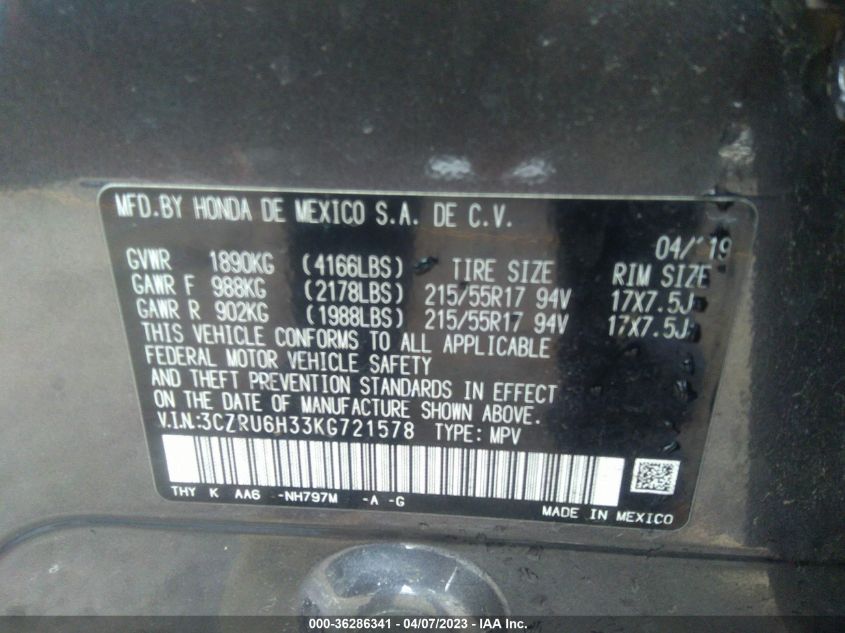 MFD.BY HONDA DE MEXICO S.A. DE C.V.
04/'19
GVWR 1890KG (4166LBS) TIRE SIZE RIM SIZE
GAWR F 988KG (2178LBS) 215/55R17 94V 17X7.5J
GAWR R 902KG (1988LBS) 215/55R17 94V 17X7.5J
THIS VEHICLE CONFORMS TO ALL APPLICABLE
FEDERAL MOTOR VEHICLE SAFETY
AND THEFT PREVENTION STANDARDS IN EFFECT
ON THE DATE OF MANUFACTURE SHOWN ABOVE.
V.I.N.:3CZRU6H33KG721578 TYPE: MPV
THY K AA6 -NH797M -A -G
MADE IN MEXICO
000-36286341 - 04/07/2023 - IAA Inc.